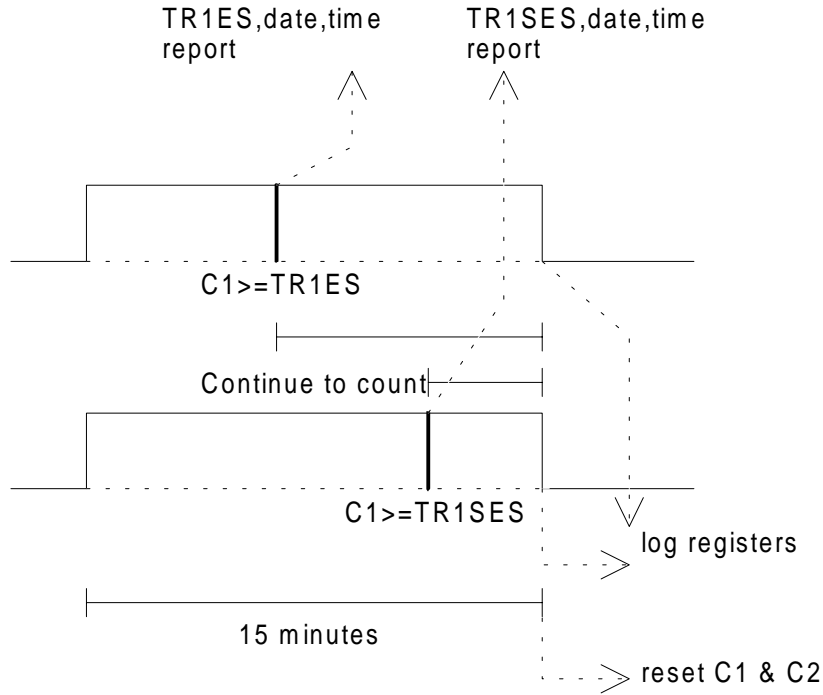 TR1ES,date,time
report
TR1SES,date,time
report
C1>=TR1ES
Continue to count
C1>=TR1SES
log registers
15 minutes
reset C1 & C2